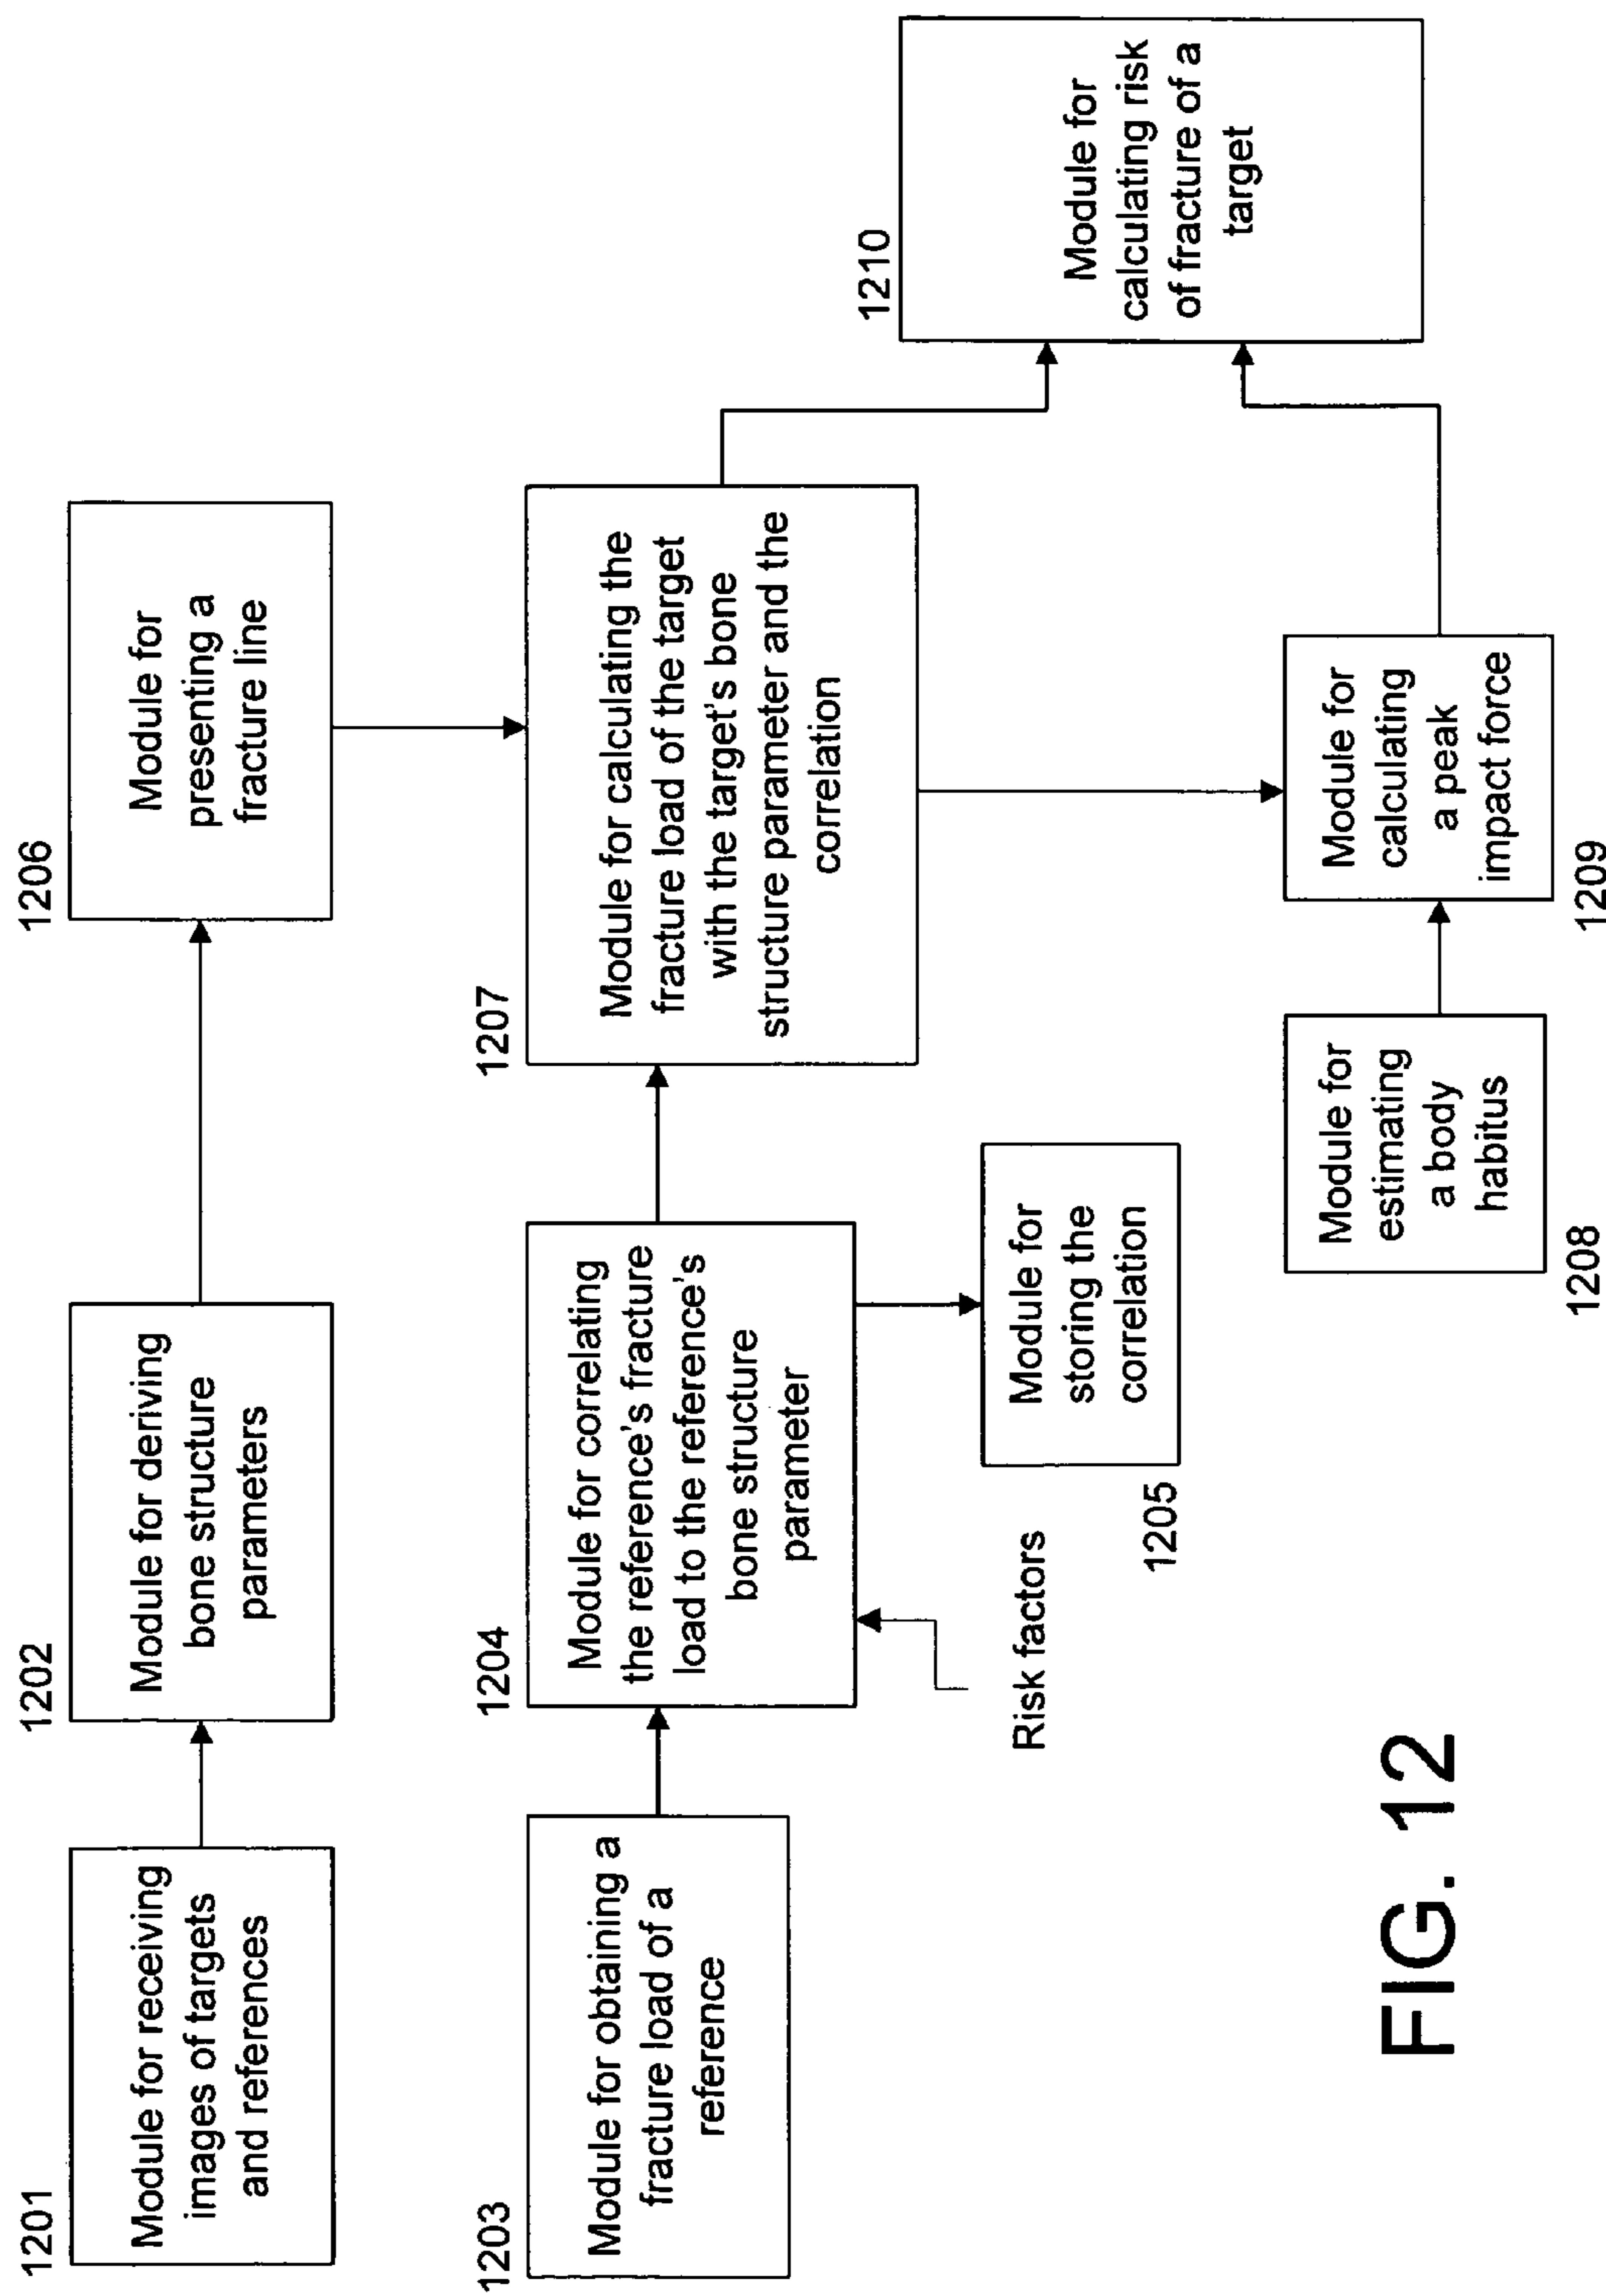 1201
Module for receiving
images of targets
and references
1202
Module for deriving
bone structure
parameters
1206
Module for
presenting a
fracture line
1203
Module for obtaining a
fracture load of a
reference
1204
Module for correlating
the reference's fracture
load to the reference's
bone structure
parameter
1207
Module for calculating the
fracture load of the target
with the target's bone
structure parameter and the
correlation
1210
Module for
calculating risk
of fracture of a
target
Risk factors
Module for
storing the
correlation
1205
Module for
estimating
a body
habitus
1208
Module for
calculating
a peak
impact force
1209
FIG. 12